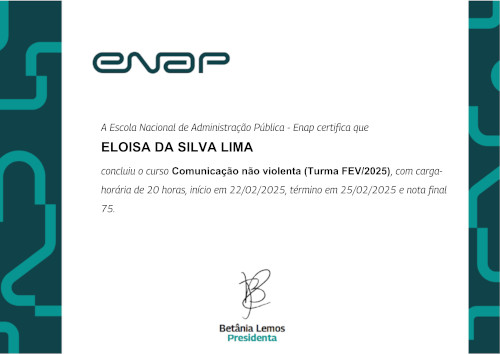 enap
A Escola Nacional de Administração Pública - Enap certifica que
ELOISA DA SILVA LIMA
concluiu o curso Comunicação não violenta (Turma FEV/2025), com carga-
horária de 20 horas, início em 22/02/2025, término em 25/02/2025 e nota final
75.
Betânia Lemos
Presidenta